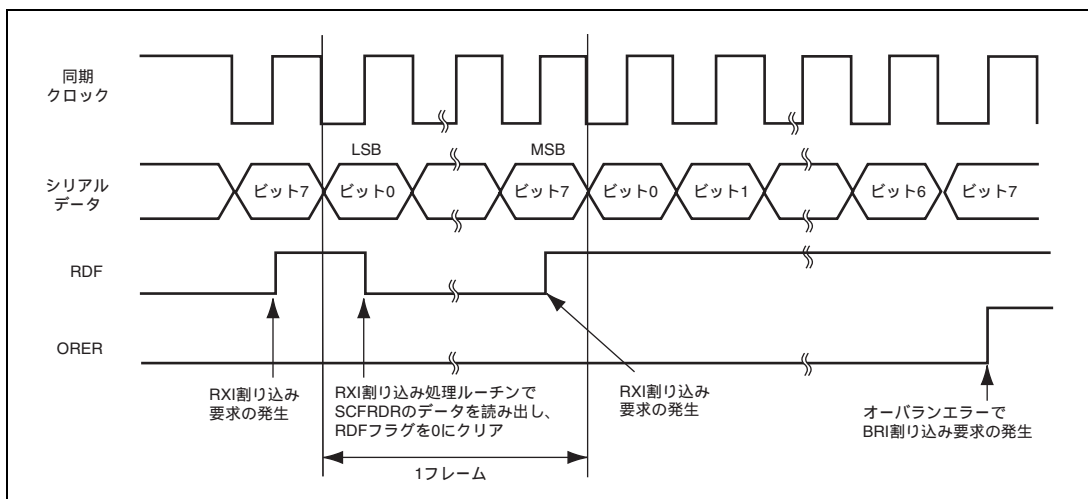 同期
クロック
LSB
MSB
シリアル
データ
ビット7
ビット0
ビット7
ビット0
ビット1
ビット6
ビット7
RDF
ORER
RXI割り込み
要求の発生
RXI割り込み処理ルーチンで
SCFRDRのデータを読み出し、
RDFフラグを0にクリア
RXI割り込み
要求の発生
オーバランエラーで
BRI割り込み要求の発生
1フレーム